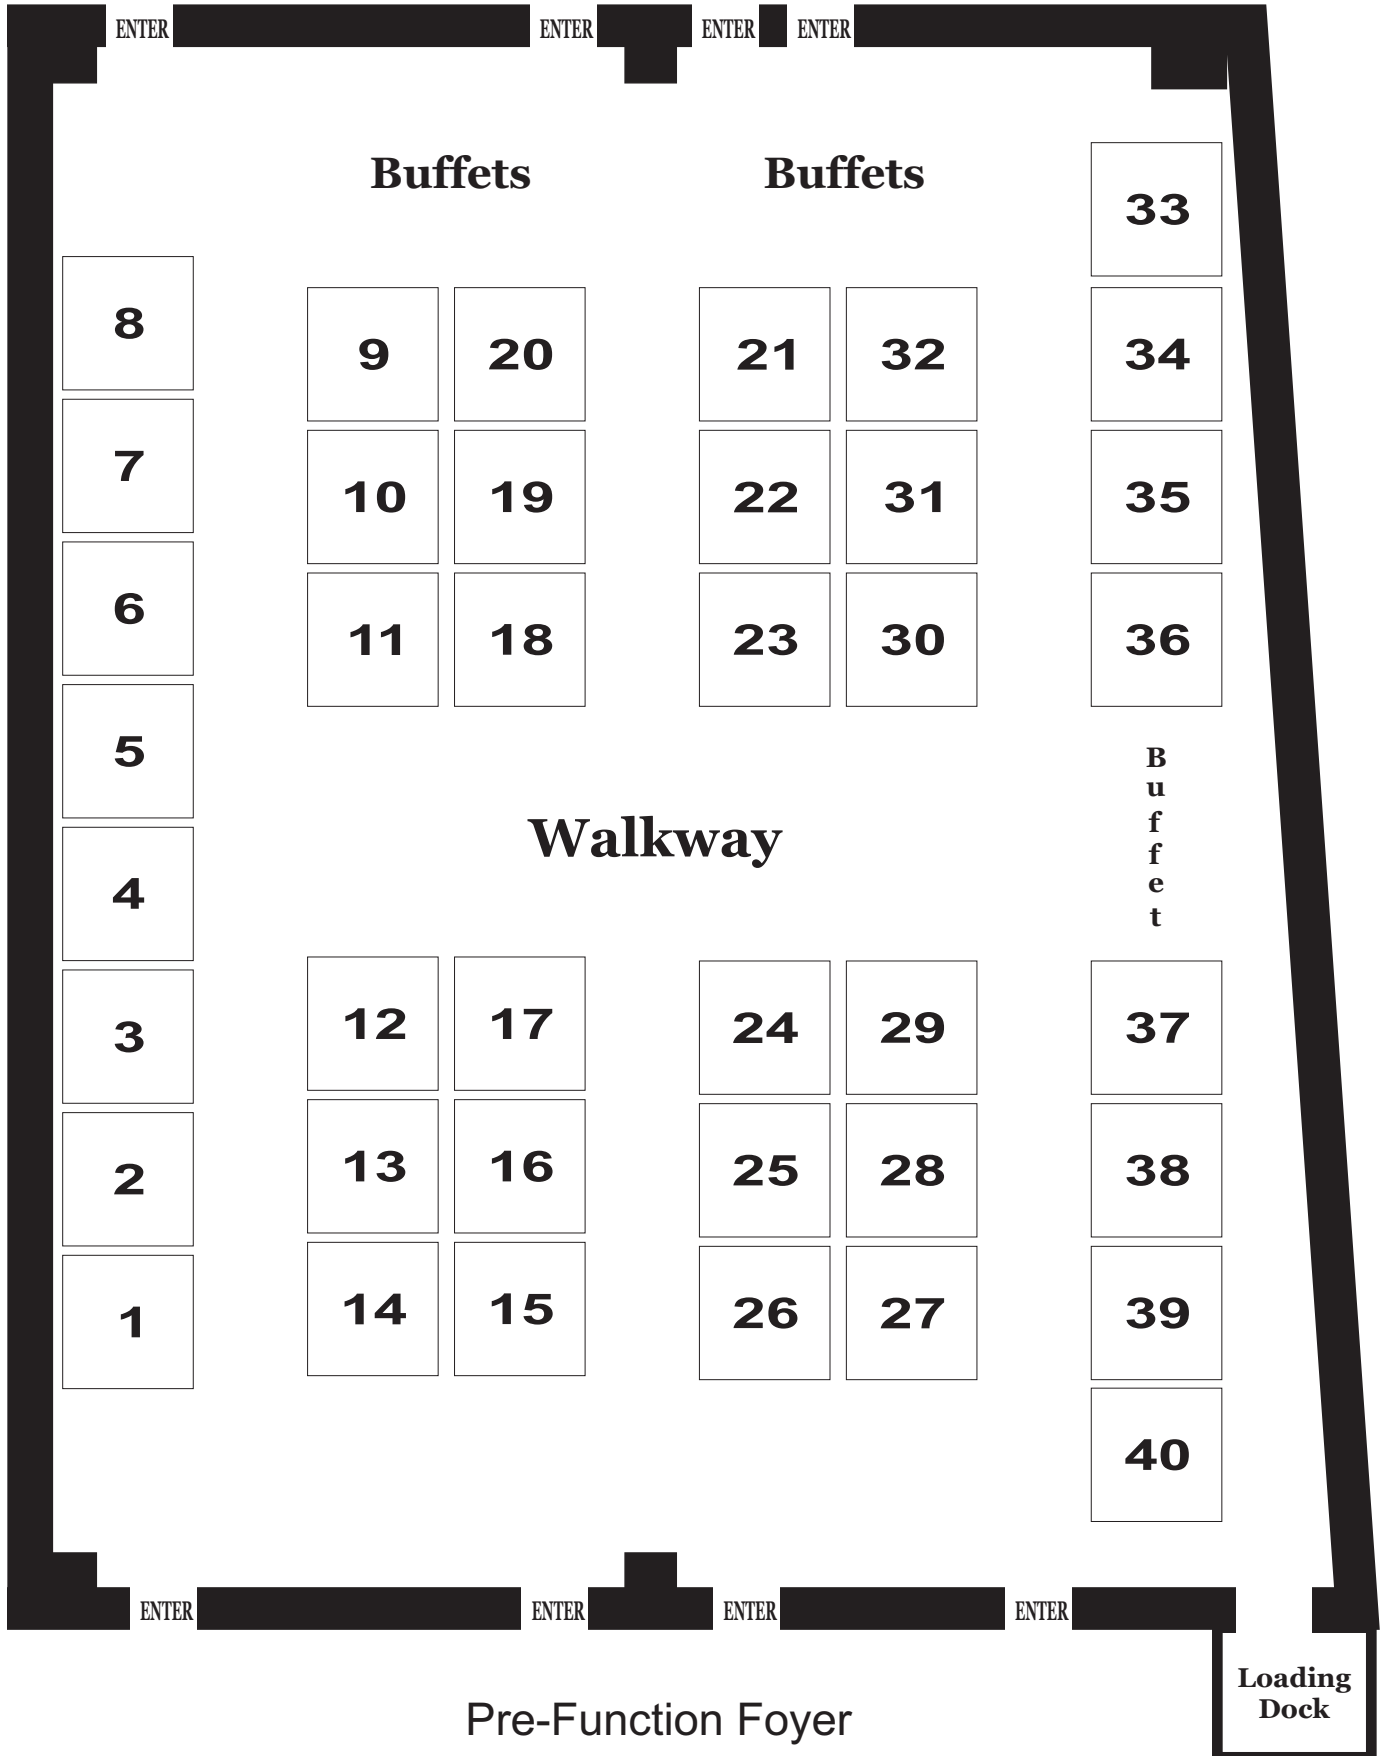 ENTER ENTER ENTER ENTER
Buffets Buffets
33
8
9 20 21 32 34
7
10 19 22 31 35
6
11 18 23 30 36
5
B
u
f
f
e
t
Walkway
4
3
12 17 24 29 37
2
13 16 25 28 38
1
14 15 26 27 39
40
ENTER ENTER ENTER ENTER
Loading
Dock
Pre-Function Foyer